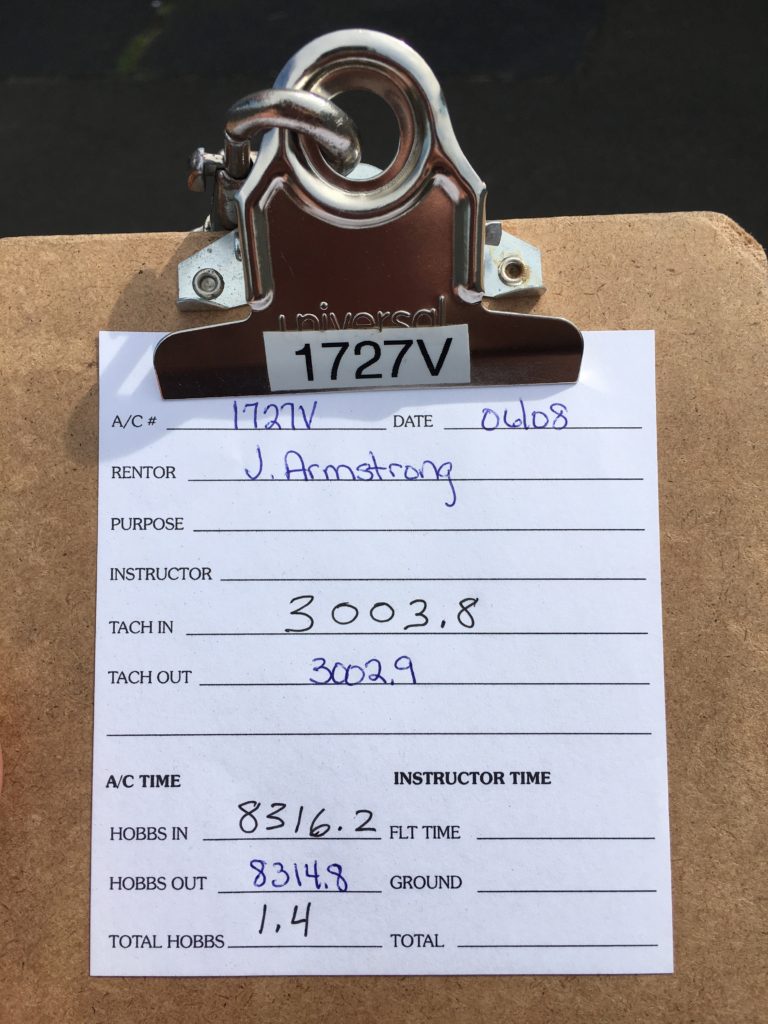 universal
1727V
A/C # 1727V DATE 06/08
RENTOR J. Armstrong
PURPOSE
INSTRUCTOR
TACH IN 3003.8
TACH OUT 3002.9
A/C TIME INSTRUCTOR TIME
HOBBS IN 8316.2 FLT TIME
HOBBS OUT 8314.8 GROUND
TOTAL HOBBS 1.4 TOTAL